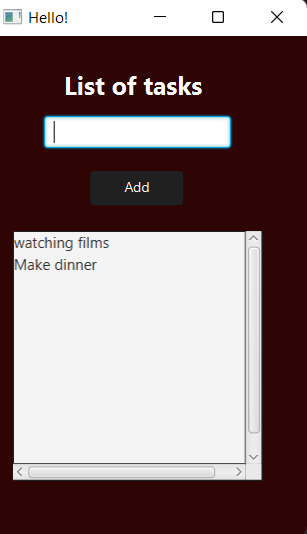 Hello!
List of tasks
Add
watching films
Make dinner